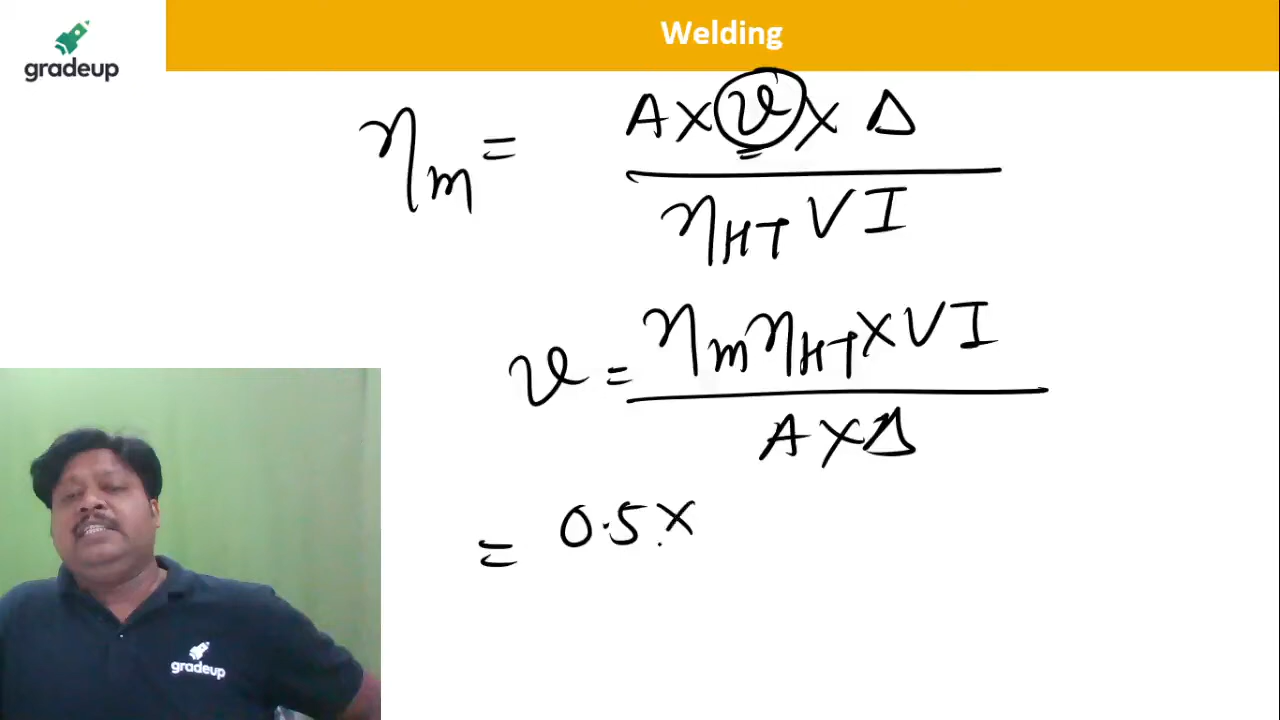 Welding
gradeup
ηm = A × v × Δ / ηHT V I
v = ηm ηHT × V I / A × Δ
= 0.5 ×
gradeup